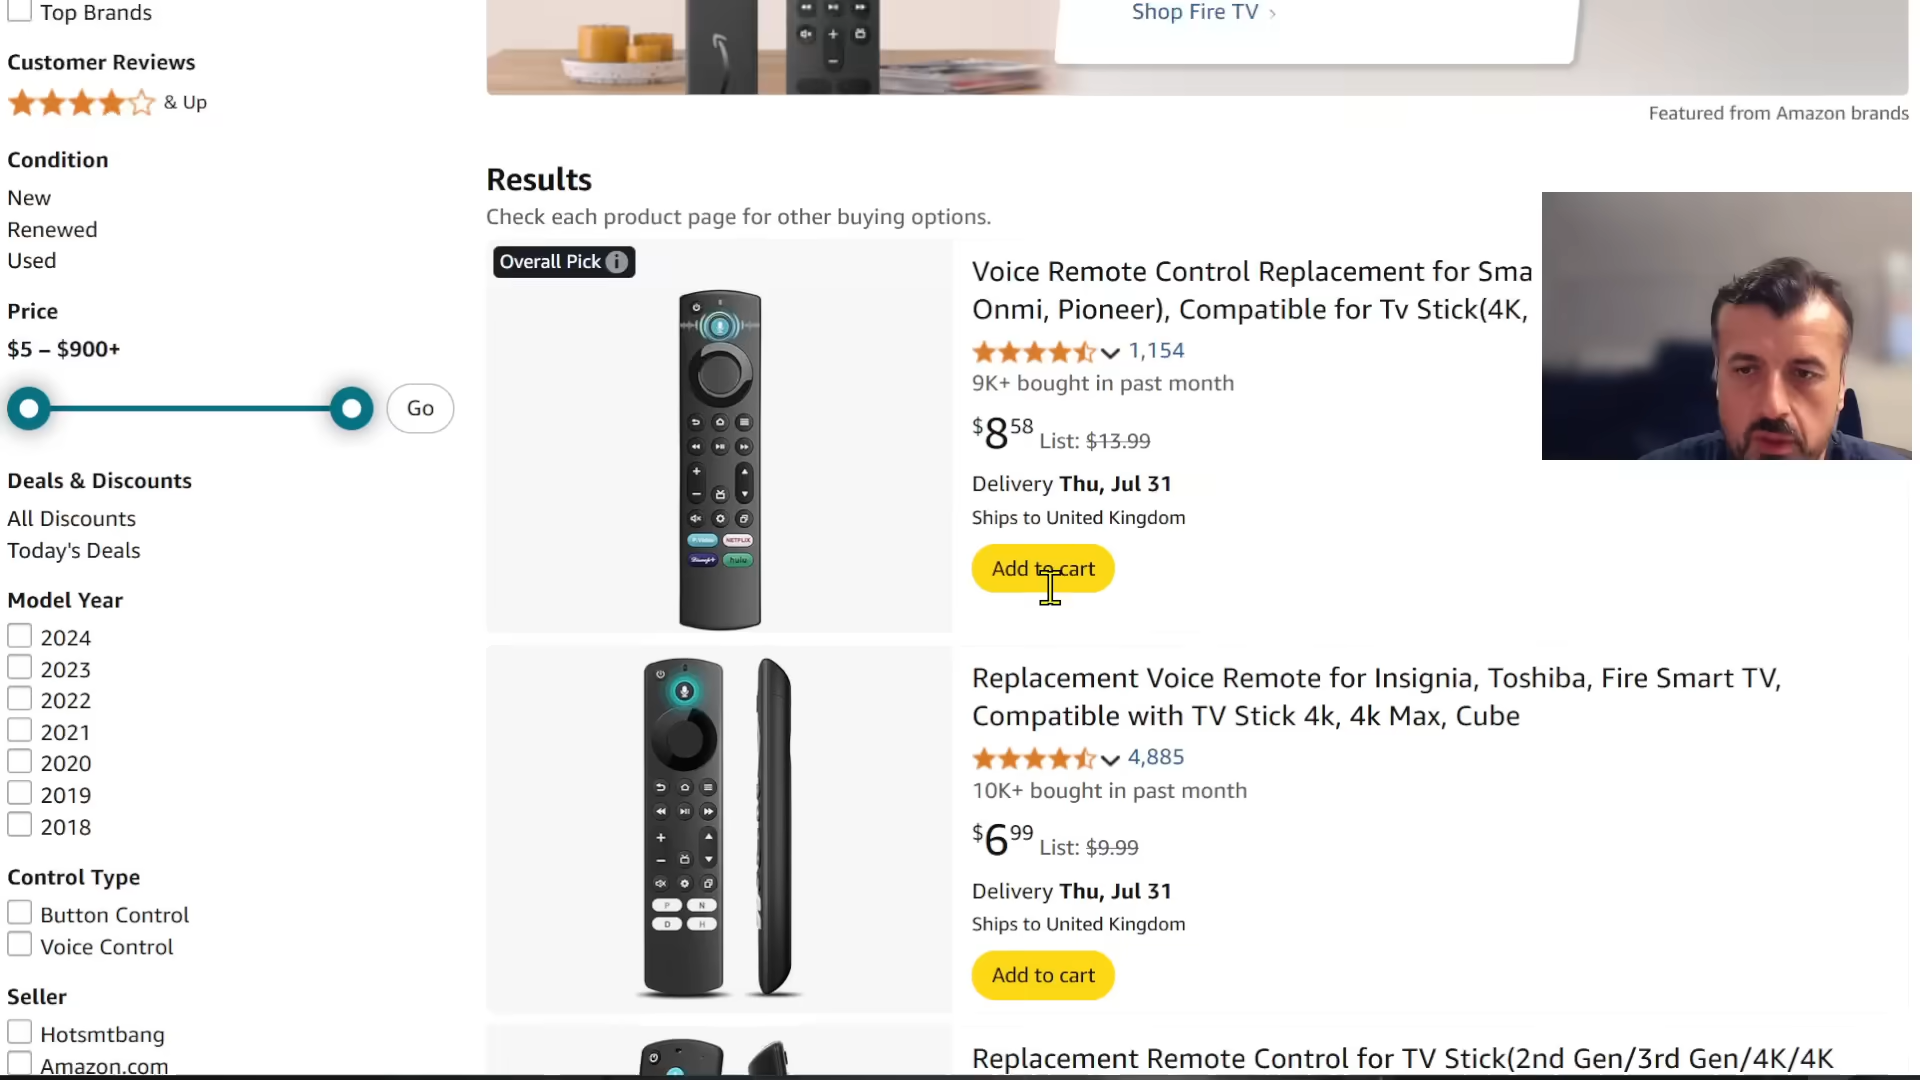 Top Brands
Customer Reviews
& Up
Condition
New
Renewed
Used
Price
$5 – $900+
Go
Deals & Discounts
All Discounts
Today's Deals
Model Year
2024
2023
2022
2021
2020
2019
2018
Control Type
Button Control
Voice Control
Seller
Hotsmtbang
Amazon.com
Shop Fire TV ›
Featured from Amazon brands
Results
Check each product page for other buying options.
Overall Pick
Voice Remote Control Replacement for Sma
Onmi, Pioneer), Compatible for Tv Stick(4K,
1,154
9K+ bought in past month
$8 58 List: $13.99
Delivery Thu, Jul 31
Ships to United Kingdom
Add to cart
NETFLIX
hulu
Replacement Voice Remote for Insignia, Toshiba, Fire Smart TV,
Compatible with TV Stick 4k, 4k Max, Cube
4,885
10K+ bought in past month
$6 99 List: $9.99
Delivery Thu, Jul 31
Ships to United Kingdom
Add to cart
P N
D H
Replacement Remote Control for TV Stick(2nd Gen/3rd Gen/4K/4K